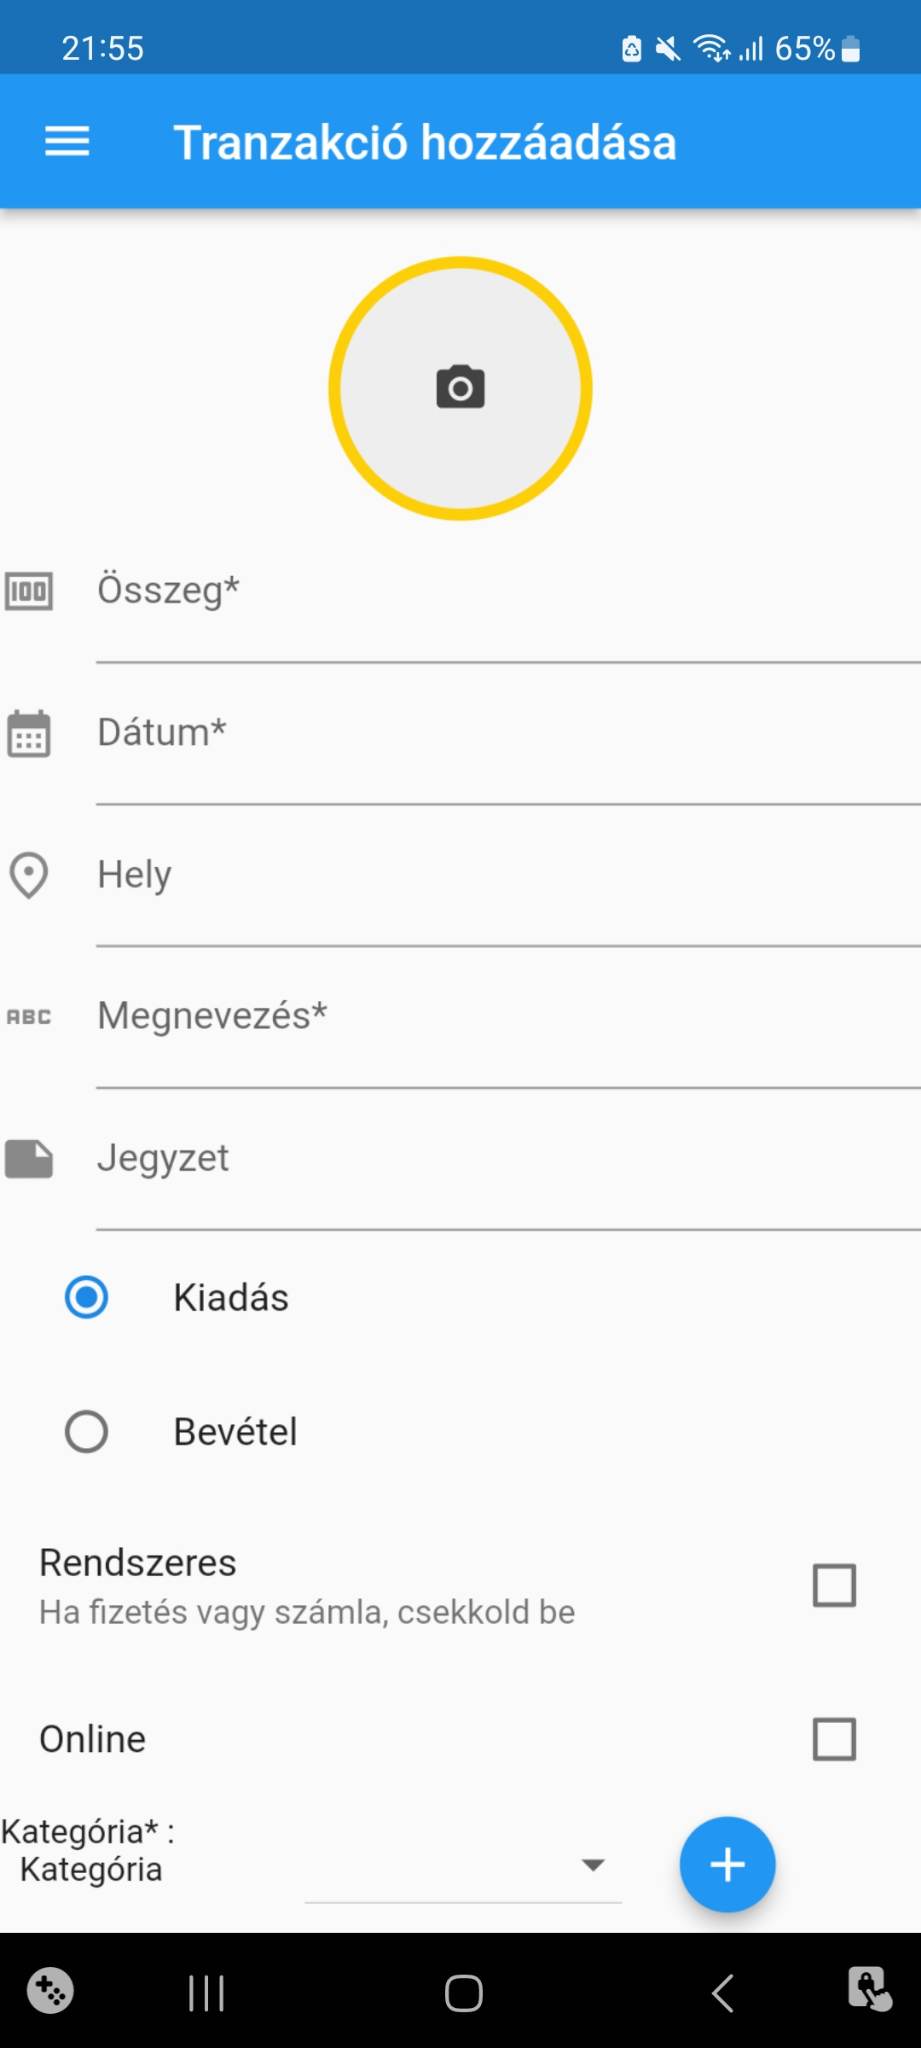 21:55
65%
Tranzakció hozzáadása
100
Összeg*
Dátum*
Hely
ABC
Megnevezés*
Jegyzet
Kiadás
Bevétel
Rendszeres
Ha fizetés vagy számla, csekkold be
Online
Kategória* :
Kategória